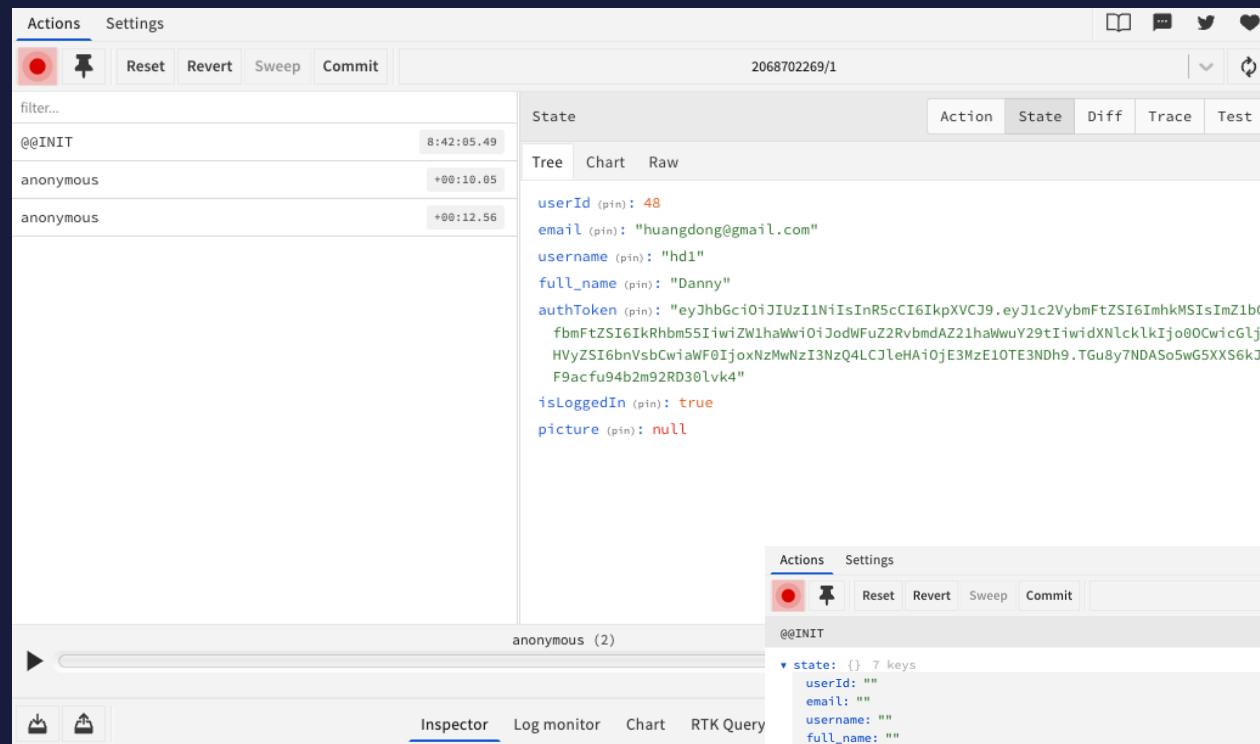 Actions Settings
Reset Revert Sweep Commit 2068702269/1
filter...
@@INIT 8:42:05.49
anonymous +00:10.05
anonymous +00:12.56
State Action State Diff Trace Test
Tree Chart Raw
userId (pin): 48
email (pin): "huangdong@gmail.com"
username (pin): "hd1"
full_name (pin): "Danny"
authToken (pin): "eyJhbGciOiJIUzI1NiIsInR5cCI6IkpXVCJ9.eyJ1c2VybmFtZSI6ImhkMSIsImZ1bG
fbmFtZSI6IkRhbm55IiwiZW1haWwiOiJodWFuZ2RvbmdAZ21haWwuY29tIiwidXNlcklkIjo0OCwicGlj
HVyZSI6bnVsbCwiaWF0IjoxNzMwNzI3NzQ4LCJleHAiOjE3MzE1OTE3NDh9.TGu8y7NDASo5wG5XXS6kJ
F9acfu94b2m92RD30lvk4"
isLoggedIn (pin): true
picture (pin): null
anonymous (2)
Inspector Log monitor Chart RTK Query
Actions Settings
Reset Revert Sweep Commit
@@INIT
state: {} 7 keys
userId: ""
email: ""
username: ""
full_name: ""